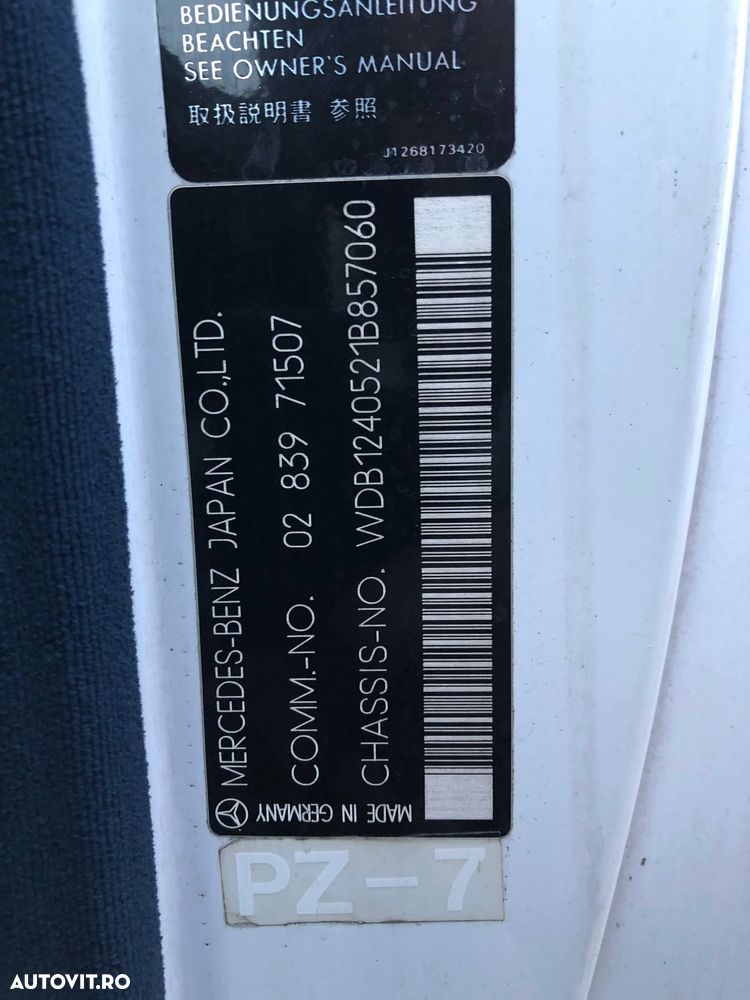 BEDIENUNGSANLEITUNG
BEACHTEN
SEE OWNER'S MANUAL
取扱説明書 参照
J1268173420
MERCEDES-BENZ JAPAN CO.,LTD.
COMM.-NO. 02 839 71507
CHASSIS-NO. WDB1240521B857060
MADE IN GERMANY
PZ-7
AUTOVIT.RO